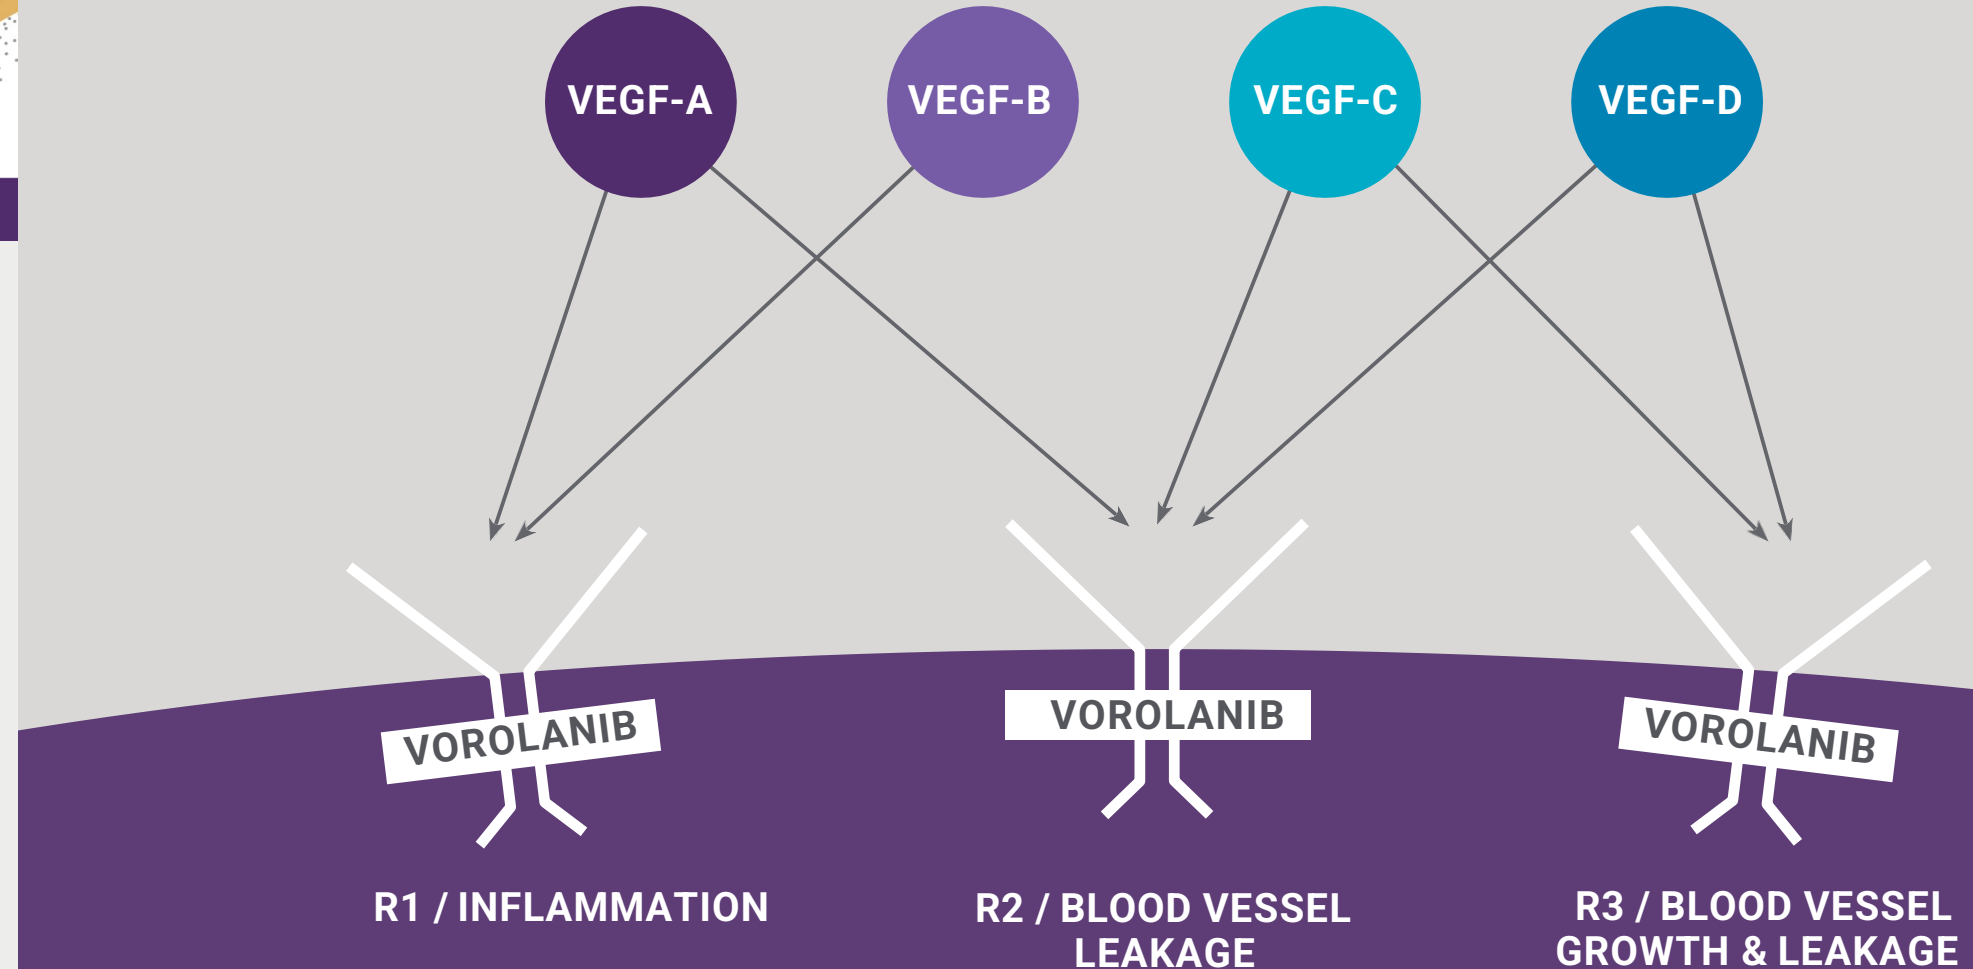 VEGF-A
VEGF-B
VEGF-C
VEGF-D
VOROLANIB
VOROLANIB
VOROLANIB
R1 / INFLAMMATION
R2 / BLOOD VESSEL
LEAKAGE
R3 / BLOOD VESSEL
GROWTH & LEAKAGE